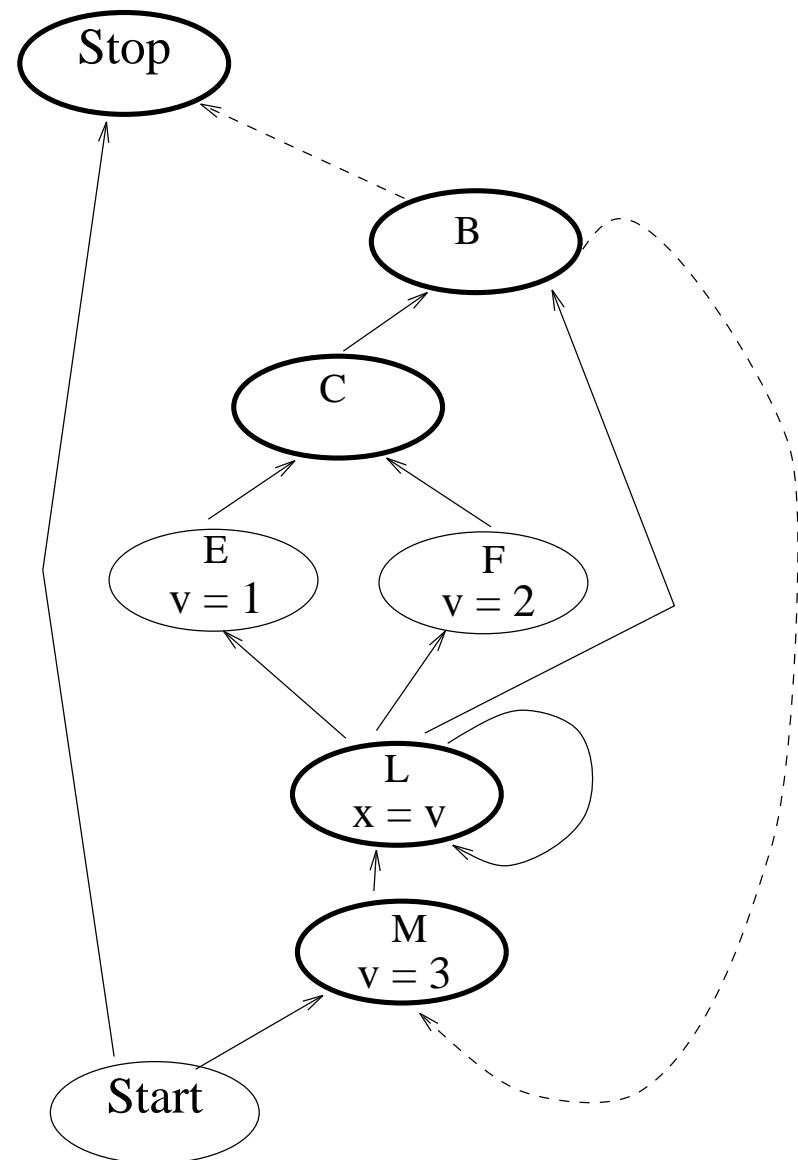 Stop
B
C
E
v = 1
F
v = 2
L
x = v
M
v = 3
Start